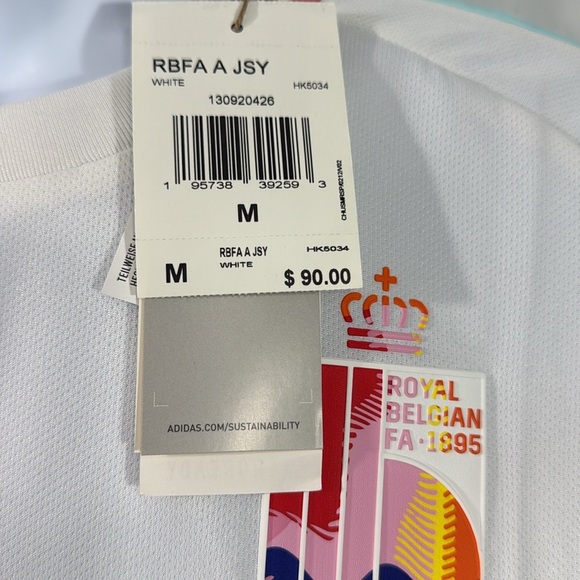 RBFA A JSY
WHITE HK5034
130920426
1 95738 39259 3
M
RBFA A JSY HK5034
M WHITE $ 90.00
TEILWEISE
ADIDAS.COM/SUSTAINABILITY
ROYAL
BELGIAN
FA·1895